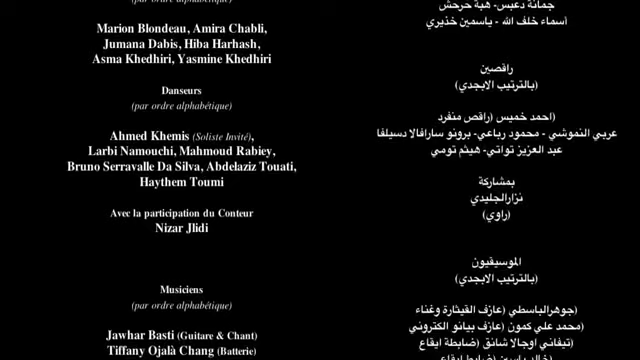 (par ordre alphabétique)
Marion Blondeau, Amira Chabli,
Jumana Dabis, Hiba Harhash,
Asma Khedhiri, Yasmine Khedhiri
Danseurs
(par ordre alphabétique)
Ahmed Khemis (Soliste Invité),
Larbi Namouchi, Mahmoud Rabiey,
Bruno Serravalle Da Silva, Abdelaziz Touati,
Haythem Toumi
Avec la participation du Conteur
Nizar Jlidi
Musiciens
(par ordre alphabétique)
Jawhar Basti (Guitare & Chant)
Tiffany Ojalà Chang (Batterie)
جمانة دعبس- هبة حرحش
أسماء خلف الله - ياسمين خذيري
راقصين
(بالترتيب الابجدي)
(احمد خميس (راقص منفرد
عربي النموشي - محمود رباعي- برونو سارافالا دسيلفا
عبد العزيز تواتي- هيثم تومي
بمشاركة
نزارالجليدي
(راوي)
الموسيقيون
(بالترتيب الابجدي)
(جوهرالباسطي (عازف القيثارة وغناء
(محمد علي كمون (عازف بيانو الكتروني
(تيفاني اوجالا شانق (ضابطة ايقاع